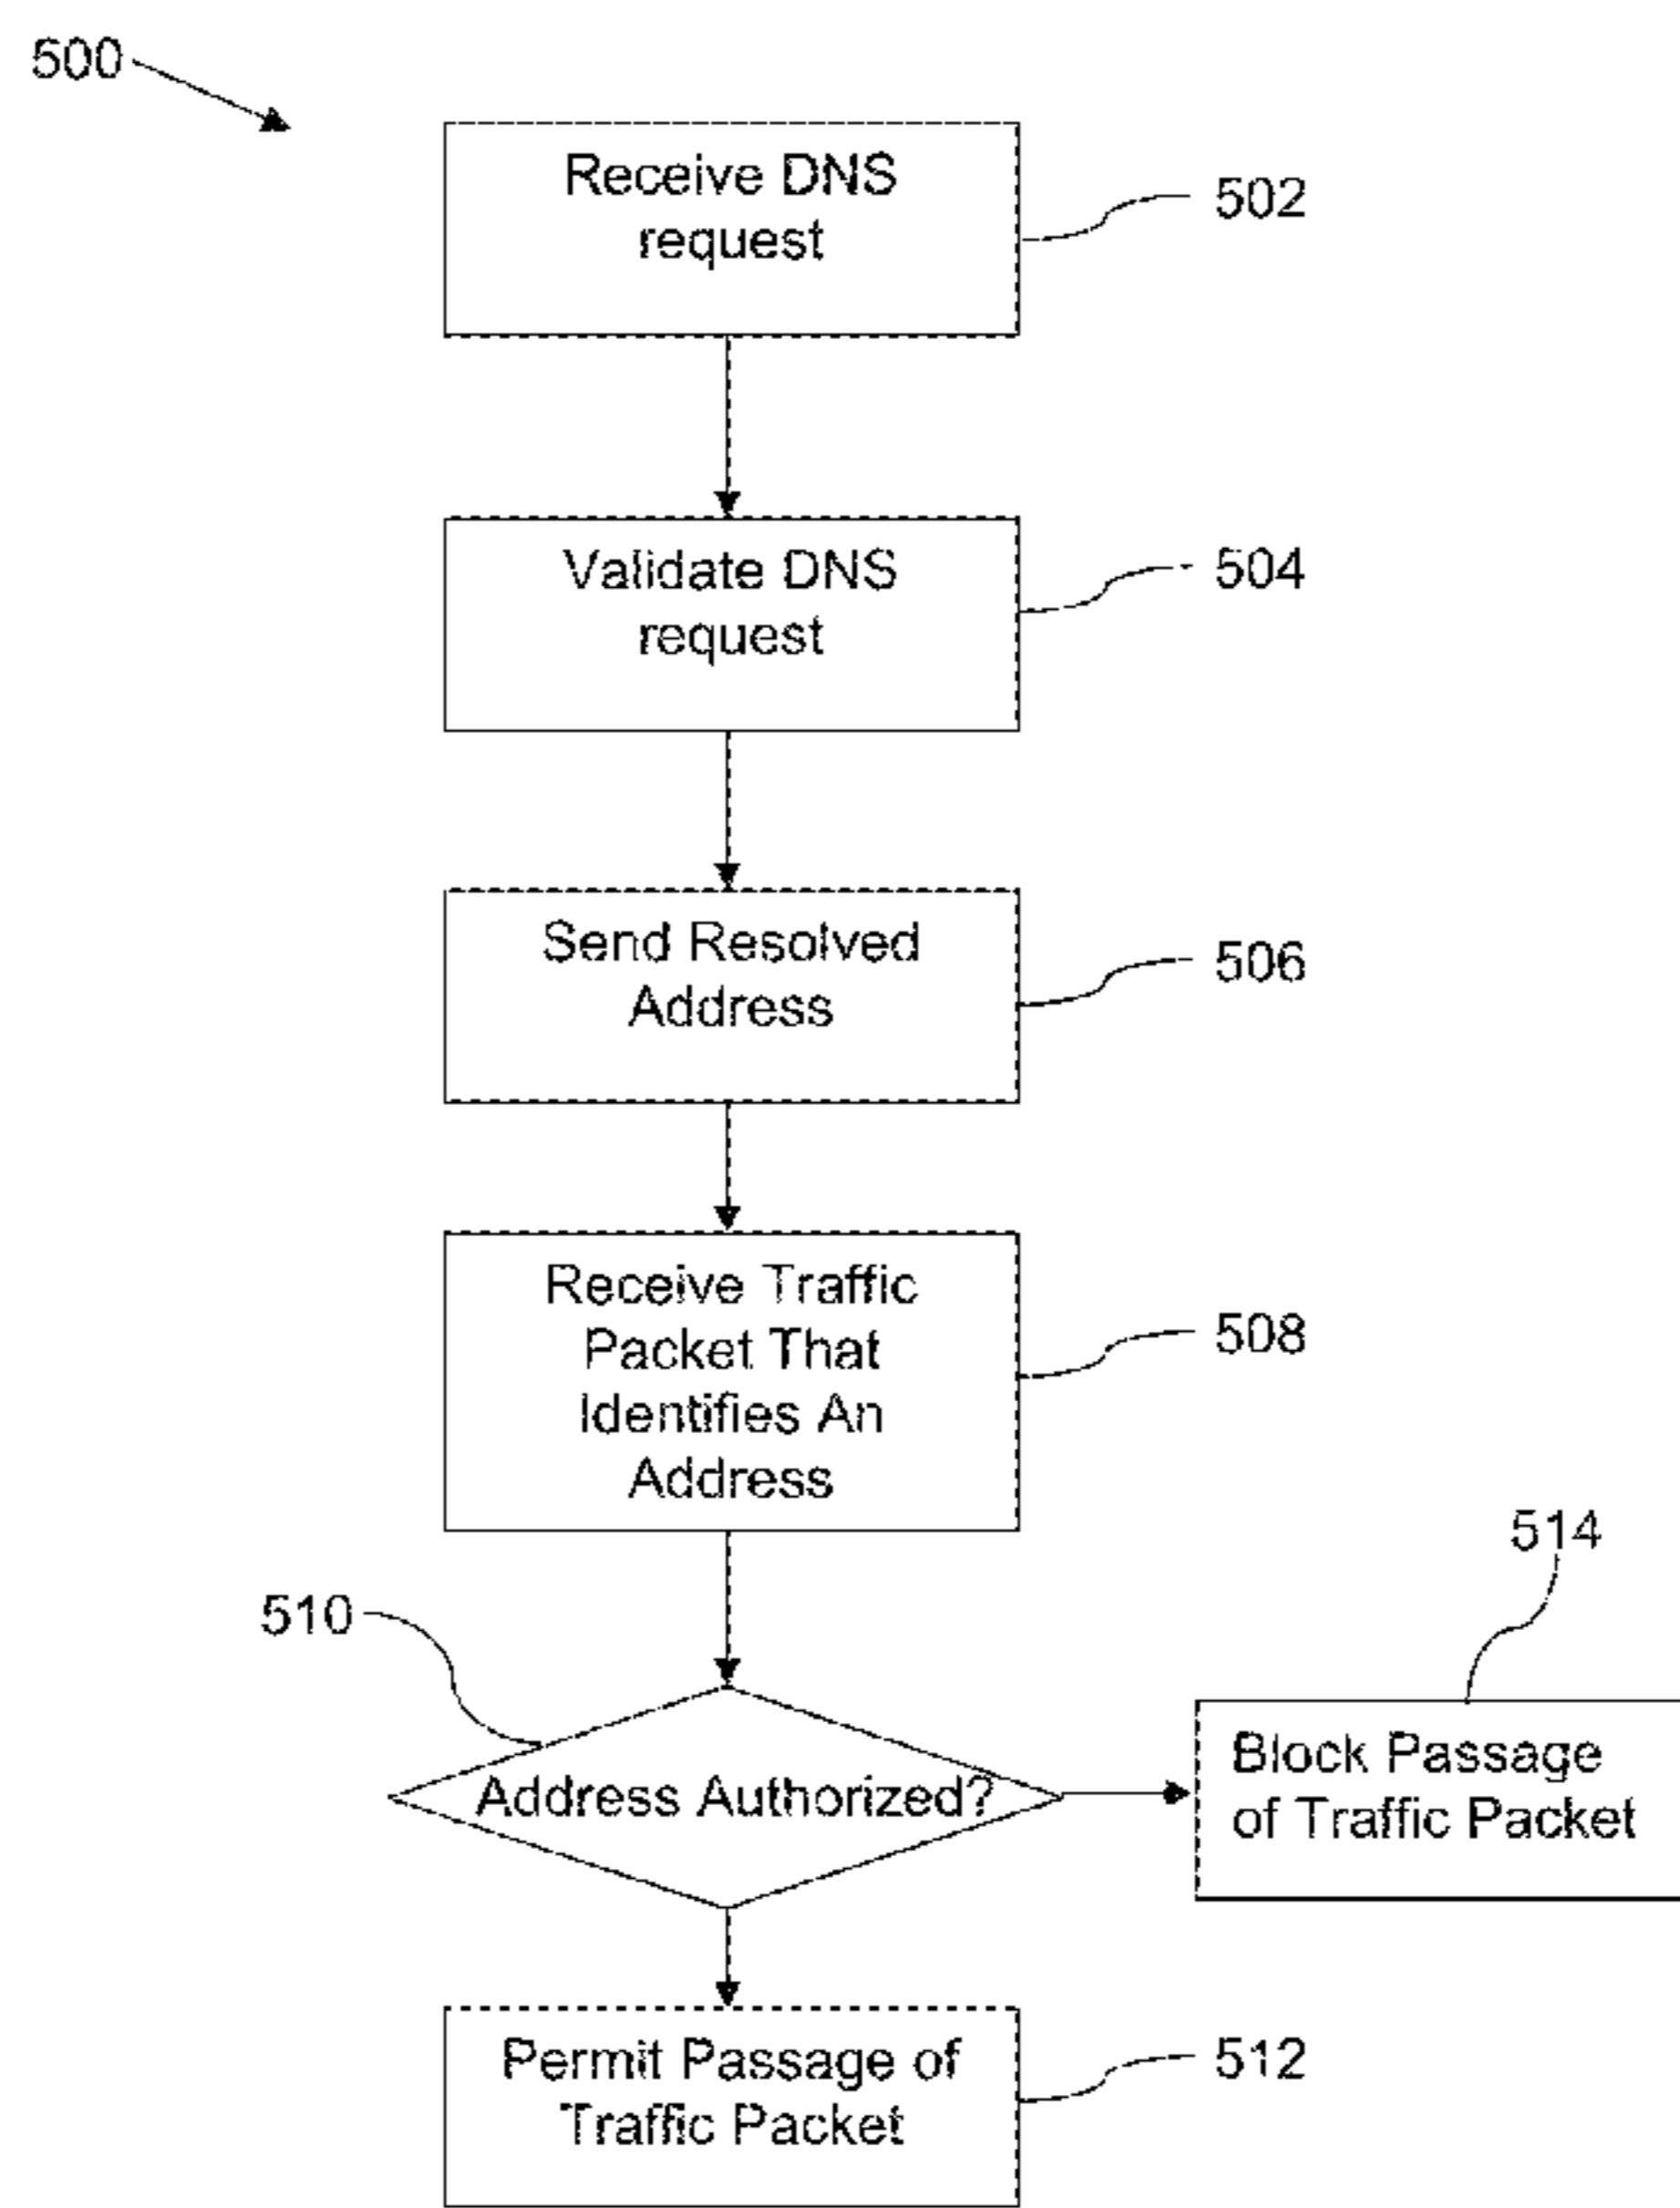 500
Receive DNS
request
502
Validate DNS
request
504
Send Resolved
Address
506
Receive Traffic
Packet That
Identifies An
Address
508
514
510
Address Authorized?
Block Passage
of Traffic Packet
Permit Passage of
Traffic Packet
512